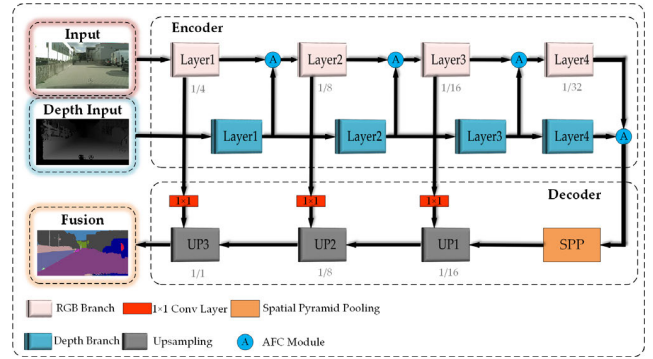 Input
Encoder
Layer1
A
Layer2
A
Layer3
A
Layer4
1/4
1/8
1/16
1/32
Depth Input
Layer1
Layer2
Layer3
Layer4
A
Decoder
1×1
1×1
1×1
Fusion
UP3
UP2
UP1
SPP
1/1
1/8
1/16
RGB Branch
1×1 Conv Layer
Spatial Pyramid Pooling
Depth Branch
Upsampling
A
AFC Module